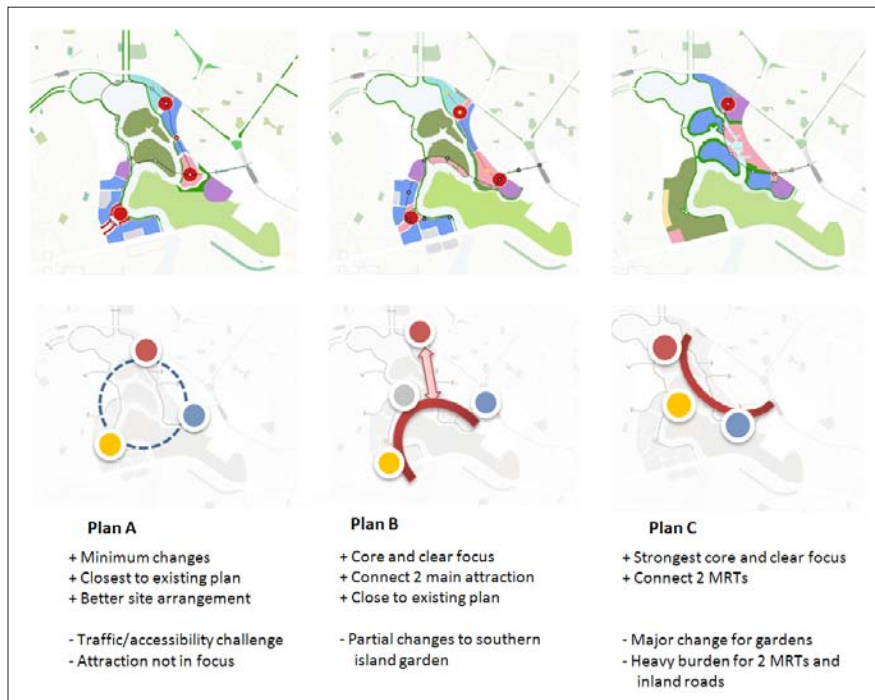 Plan A
+ Minimum changes
+ Closest to existing plan
+ Better site arrangement
- Traffic/accessibility challenge
- Attraction not in focus
Plan B
+ Core and clear focus
+ Connect 2 main attraction
+ Close to existing plan
- Partial changes to southern
island garden
Plan C
+ Strongest core and clear focus
+ Connect 2 MRTs
- Major change for gardens
- Heavy burden for 2 MRTs and
inland roads